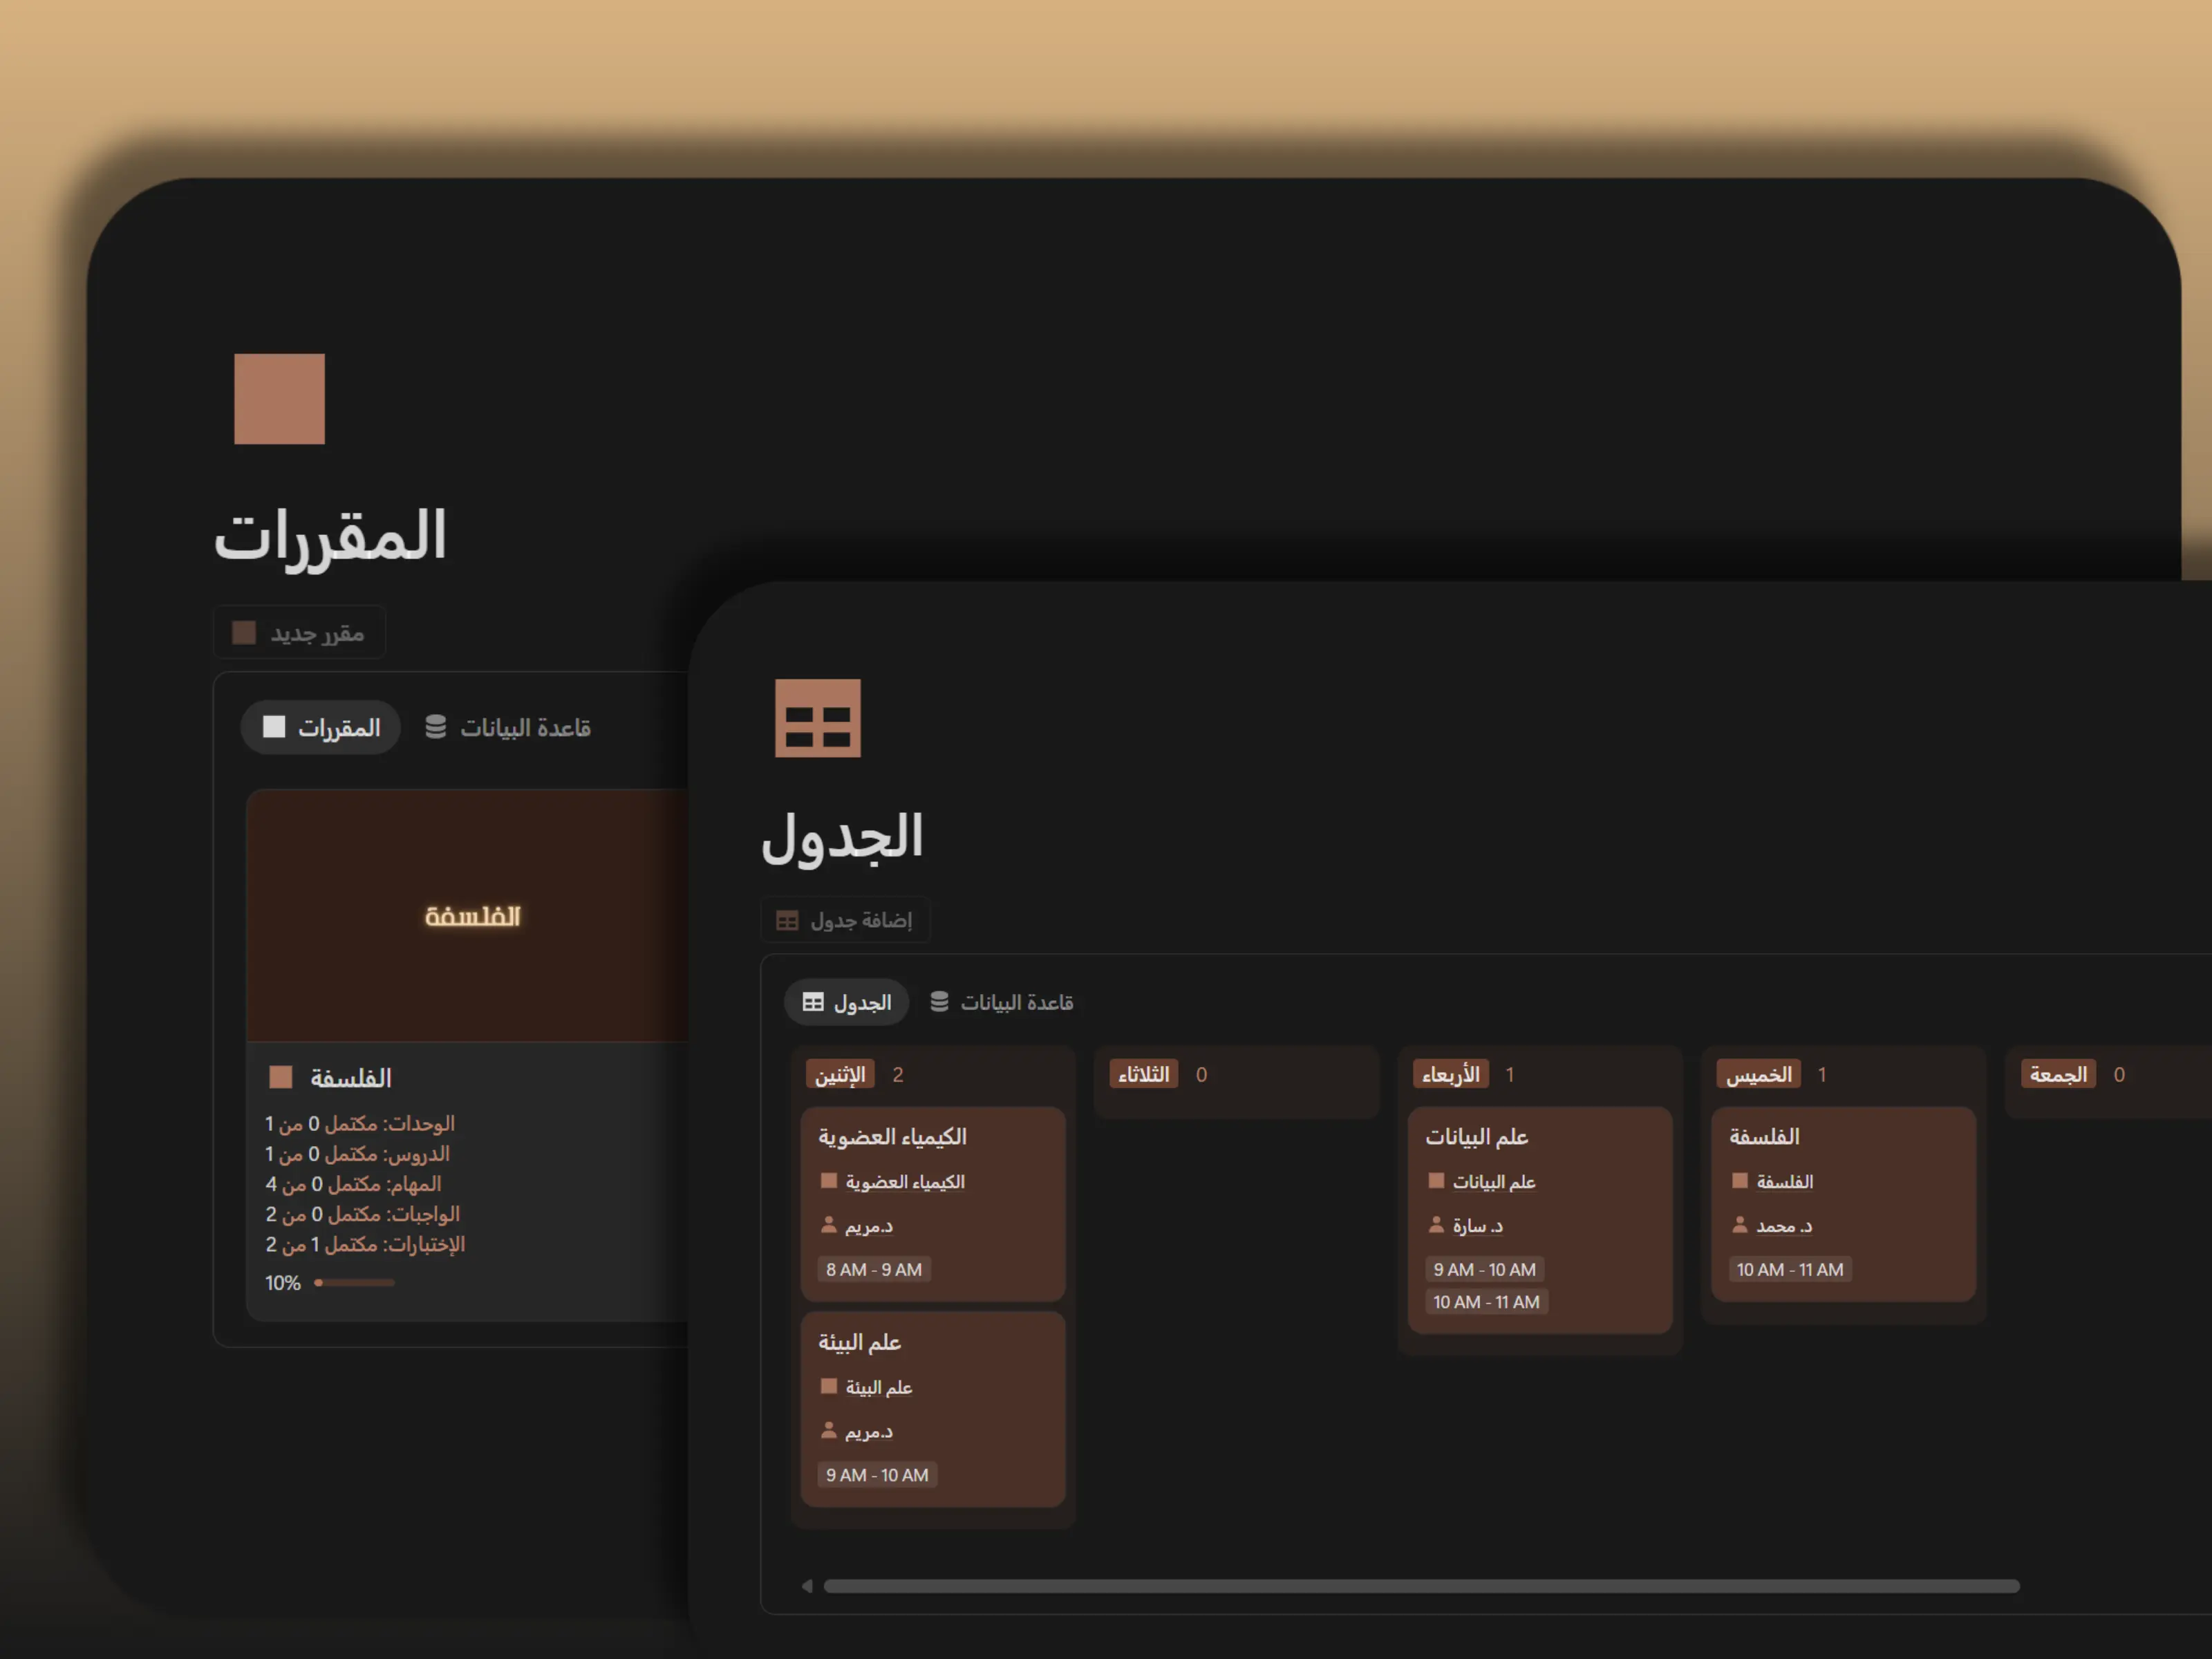 المقررات
مقرر جديد
المقررات
قاعدة البيانات
الفلسفة
الفلسفة
الوحدات: مكتمل 0 من 1
الدروس: مكتمل 0 من 1
المهام: مكتمل 0 من 4
الواجبات: مكتمل 0 من 2
الإختبارات: مكتمل 1 من 2
10%
الجدول
إضافة جدول
الجدول
قاعدة البيانات
الإثنين 2
الكيمياء العضوية
الكيمياء العضوية
د.مريم
8 AM - 9 AM
علم البيئة
علم البيئة
د.مريم
9 AM - 10 AM
الثلاثاء 0
الأربعاء 1
علم البيانات
علم البيانات
د. سارة
9 AM - 10 AM
10 AM - 11 AM
الخميس 1
الفلسفة
الفلسفة
د. محمد
10 AM - 11 AM
الجمعة 0